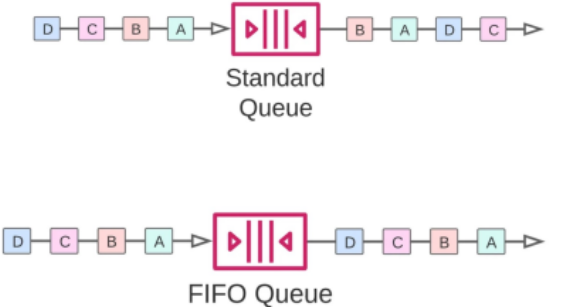 D C B A B A D C
Standard
Queue
D C B A D C B A
FIFO Queue